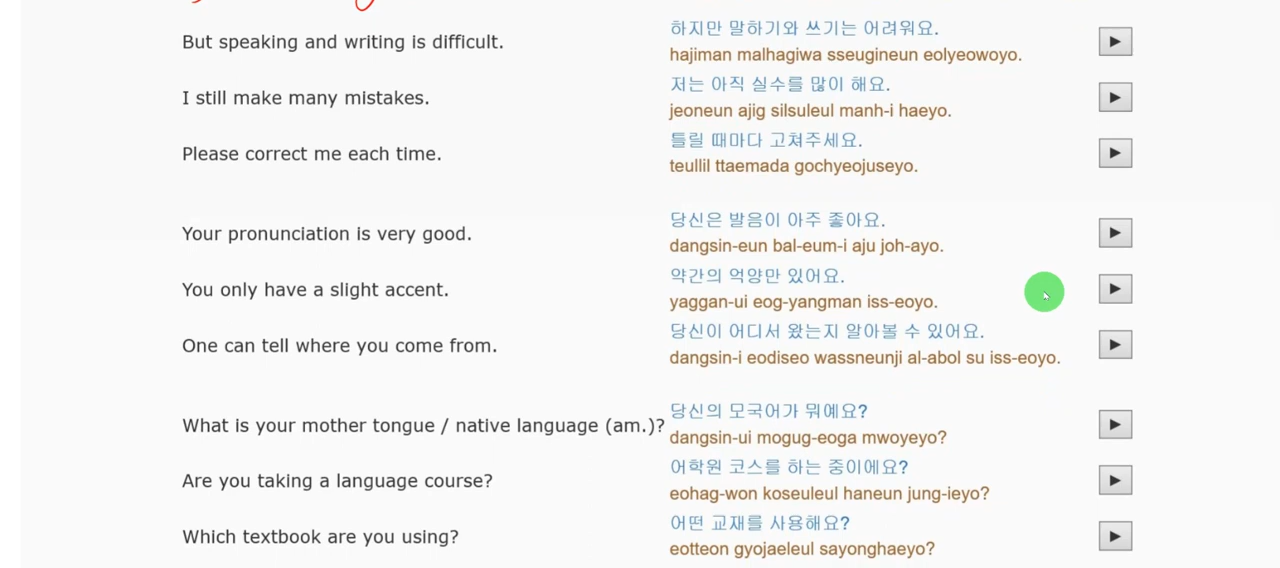 But speaking and writing is difficult.
하지만 말하기와 쓰기는 어려워요.
hajiman malhagiwa sseugineun eolyeowoyo.
I still make many mistakes.
저는 아직 실수를 많이 해요.
jeoneun ajig silsuleul manh-i haeyo.
Please correct me each time.
틀릴 때마다 고쳐주세요.
teullil ttaemada gochyeojuseyo.
Your pronunciation is very good.
당신은 발음이 아주 좋아요.
dangsin-eun bal-eum-i aju joh-ayo.
You only have a slight accent.
약간의 억양만 있어요.
yaggan-ui eog-yangman iss-eoyo.
One can tell where you come from.
당신이 어디서 왔는지 알아볼 수 있어요.
dangsin-i eodiseo wassneunji al-abol su iss-eoyo.
What is your mother tongue / native language (am.)?
당신의 모국어가 뭐예요?
dangsin-ui mogug-eoga mwoyeyo?
Are you taking a language course?
어학원 코스를 하는 중이에요?
eohag-won koseuleul haneun jung-ieyo?
Which textbook are you using?
어떤 교재를 사용해요?
eotteon gyojaeleul sayonghaeyo?